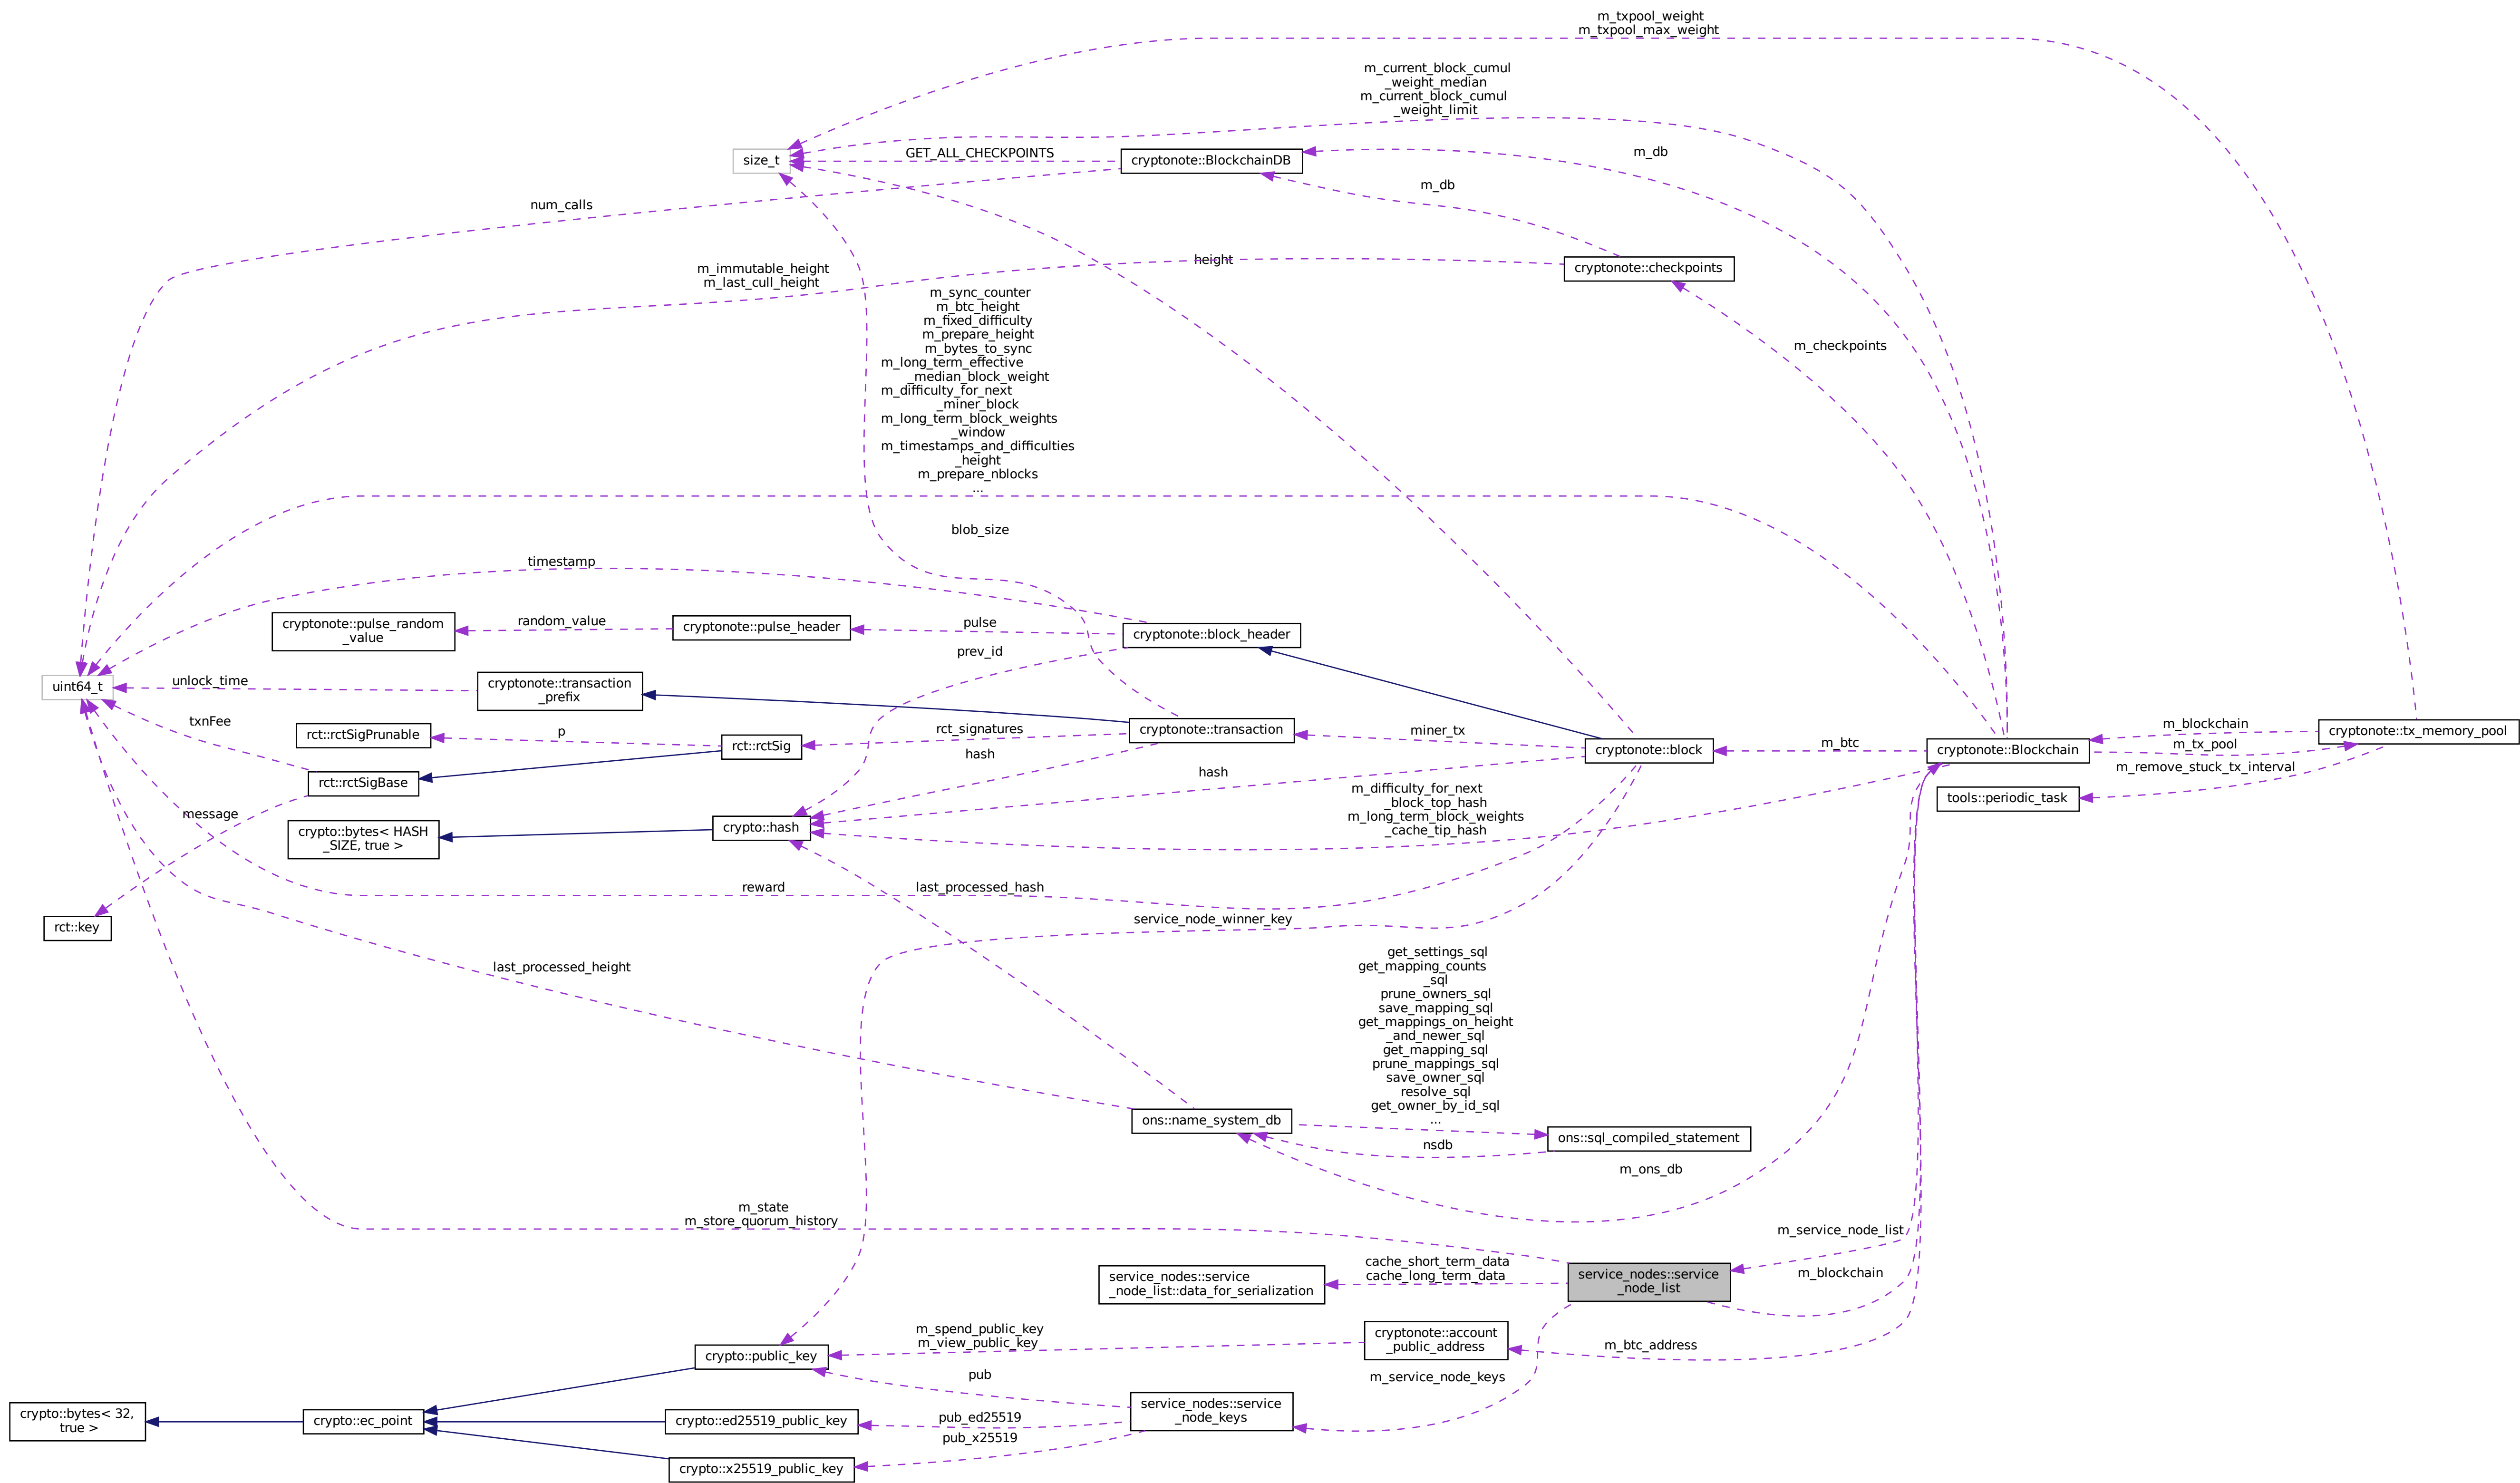 m_txpool_weight
m_txpool_max_weight
m_current_block_cumul
_weight_median
m_current_block_cumul
_weight_limit
size_t
GET_ALL_CHECKPOINTS
cryptonote::BlockchainDB
m_db
m_db
num_calls
height
m_immutable_height
m_last_cull_height
cryptonote::checkpoints
m_sync_counter
m_btc_height
m_fixed_difficulty
m_prepare_height
m_bytes_to_sync
m_long_term_effective
_median_block_weight
m_difficulty_for_next
_miner_block
m_long_term_block_weights
_window
m_timestamps_and_difficulties
_height
m_prepare_nblocks
...
m_checkpoints
blob_size
timestamp
cryptonote::pulse_random
_value
random_value
cryptonote::pulse_header
pulse
cryptonote::block_header
prev_id
uint64_t
unlock_time
cryptonote::transaction
_prefix
txnFee
rct::rctSigPrunable
p
rct::rctSig
rct_signatures
cryptonote::transaction
miner_tx
cryptonote::block
m_btc
cryptonote::Blockchain
m_blockchain
m_tx_pool
cryptonote::tx_memory_pool
m_remove_stuck_tx_interval
tools::periodic_task
hash
hash
rct::rctSigBase
message
m_difficulty_for_next
_block_top_hash
m_long_term_block_weights
_cache_tip_hash
crypto::bytes< HASH
_SIZE, true >
crypto::hash
reward
last_processed_hash
rct::key
service_node_winner_key
last_processed_height
get_settings_sql
get_mapping_counts
_sql
prune_owners_sql
save_mapping_sql
get_mappings_on_height
_and_newer_sql
get_mapping_sql
prune_mappings_sql
save_owner_sql
resolve_sql
get_owner_by_id_sql
...
ons::name_system_db
ons::sql_compiled_statement
nsdb
m_ons_db
m_state
m_store_quorum_history
m_service_node_list
service_nodes::service
_node_list::data_for_serialization
cache_short_term_data
cache_long_term_data
service_nodes::service
_node_list
m_blockchain
m_spend_public_key
m_view_public_key
cryptonote::account
_public_address
m_btc_address
crypto::public_key
pub
m_service_node_keys
crypto::bytes< 32,
true >
crypto::ec_point
crypto::ed25519_public_key
pub_ed25519
service_nodes::service
_node_keys
pub_x25519
crypto::x25519_public_key